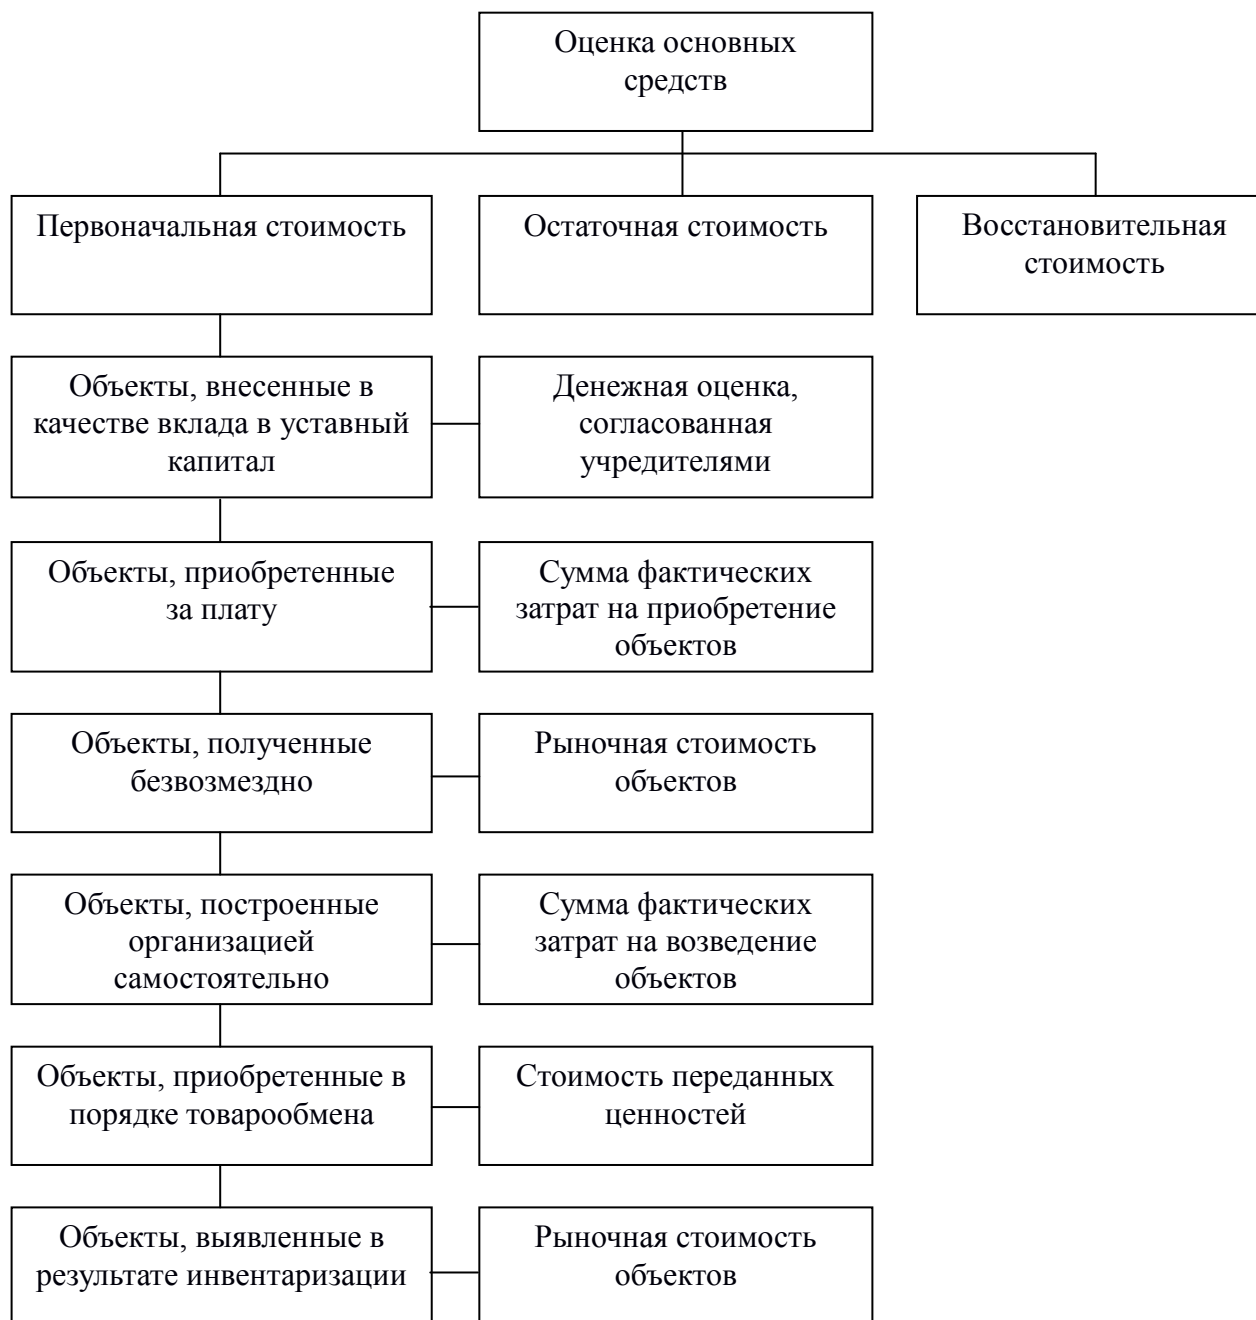 Оценка основных
средств
Первоначальная стоимость
Остаточная стоимость
Восстановительная
стоимость
Объекты, внесенные в
качестве вклада в уставный
капитал
Денежная оценка,
согласованная
учредителями
Объекты, приобретенные
за плату
Сумма фактических
затрат на приобретение
объектов
Объекты, полученные
безвозмездно
Рыночная стоимость
объектов
Объекты, построенные
организацией
самостоятельно
Сумма фактических
затрат на возведение
объектов
Объекты, приобретенные в
порядке товарообмена
Стоимость переданных
ценностей
Объекты, выявленные в
результате инвентаризации
Рыночная стоимость
объектов